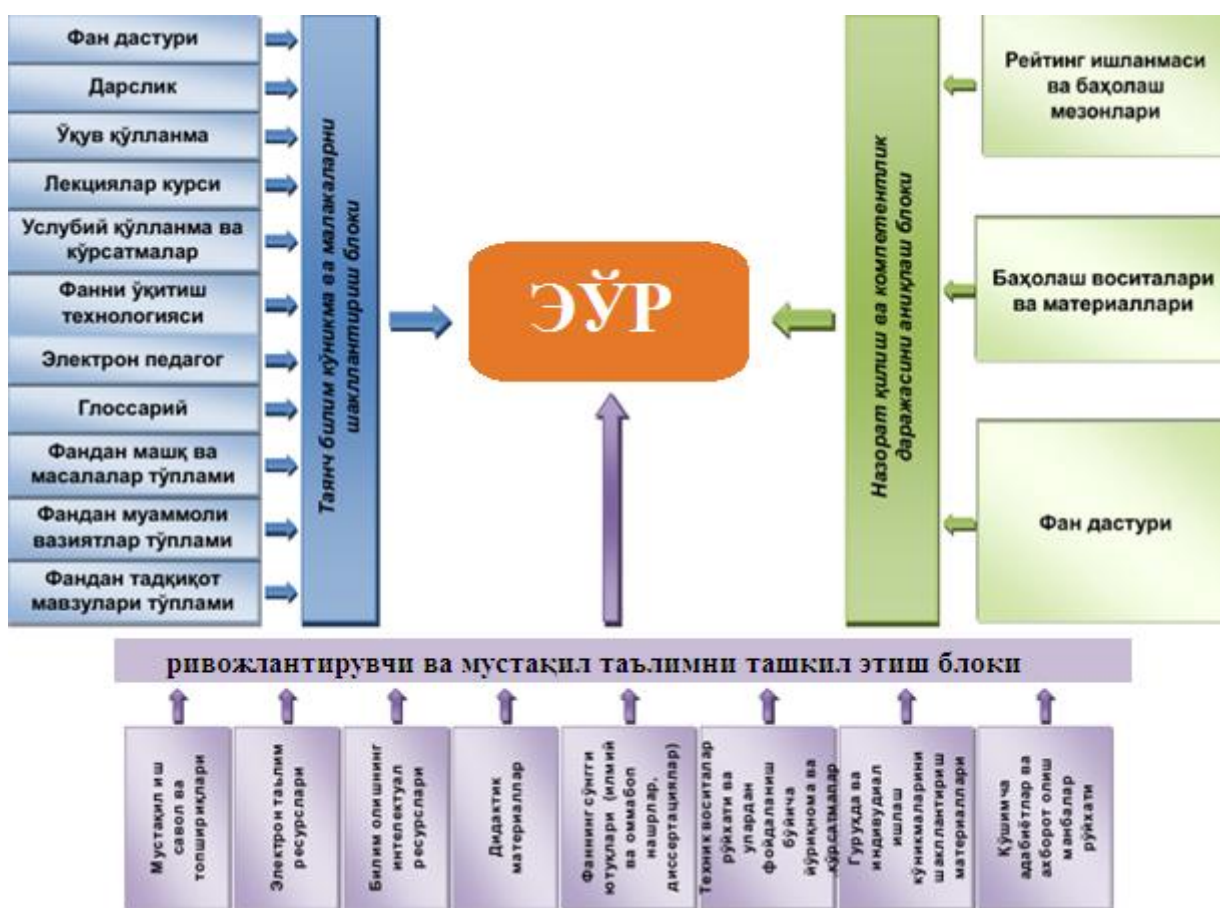 Фан дастури
Дарслик
Ўқув қўлланма
Лекциялар курси
Услубий қўлланма ва
кўрсатмалар
Фанни ўқитиш
технологияси
Электрон педагог
Глоссарий
Фандан машқ ва
масалалар тўплами
Фандан муаммоли
вазиятлар тўплами
Фандан тадқиқот
мавзулари тўплами
Таянч билим кўникма ва малакаларни
шакллантириш блоки
ЭЎР
Назорат қилиш ва компетентлик
даражасини аниқлаш блоки
Рейтинг ишланмаси
ва баҳолаш
мезонлари
Баҳолаш воситалари
ва материаллари
Фан дастури
ривожлантирувчи ва мустақил таълимни ташкил этиш блоки
Мустақил иш
савол ва
топшириқлари
Электрон таълим
ресурслари
Билим олишнинг
интелектуал
ресурслари
Дидактик
материаллар
Фаннинг сўнгги
ютуқлари (илмий
ва оммабоп
нашрлар,
диссертациялар)
Техник воситалар
рўйхати ва
улардан
фойдаланиш
бўйича
йўриқнома ва
кўрсатмалар
Гуруҳда ва
индивидуал
ишлаш
кўникмаларини
шакллантириш
материаллари
Қўшимча
адабиётлар ва
ахборот олиш
манбалар
рўйхати